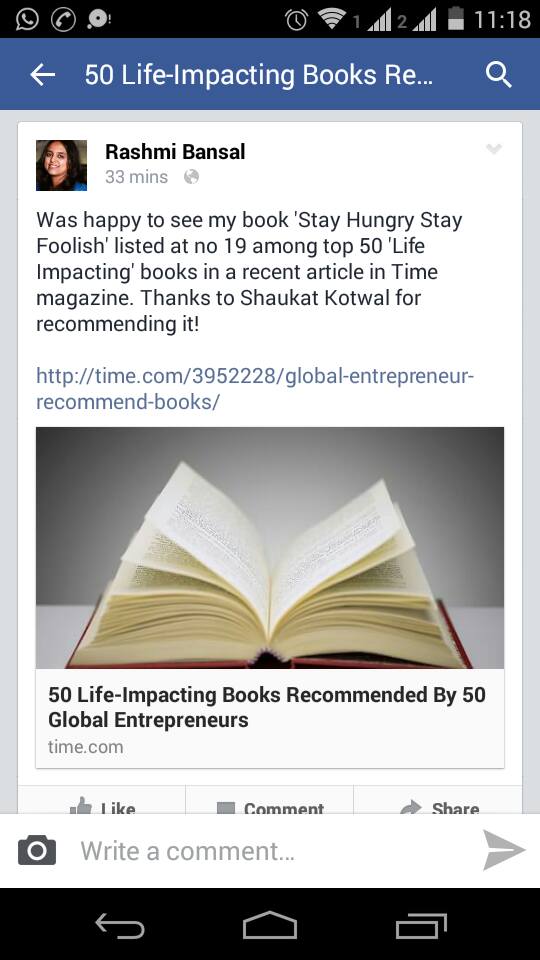 1 2 11:18
50 Life-Impacting Books Re...
Rashmi Bansal
33 mins
Was happy to see my book 'Stay Hungry Stay
Foolish' listed at no 19 among top 50 'Life
Impacting' books in a recent article in Time
magazine. Thanks to Shaukat Kotwal for
recommending it!
http://time.com/3952228/global-entrepreneur-
recommend-books/
50 Life-Impacting Books Recommended By 50
Global Entrepreneurs
time.com
Like Comment Share
Write a comment...